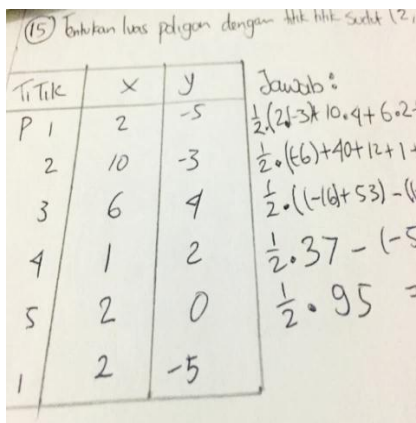 (15) Tentukan luas poligon dengan titik titik sudut (2,
Titik x y
P 1 2 -5
2 10 -3
3 6 4
4 1 2
5 2 0
1 2 -5
Jawab :
1/2.(2(-3)+ 10.4+6.2-
1/2.(-6)+40+12+1+
1/2.((-16)+53)-(
1/2.37-(-5
1/2.95 =